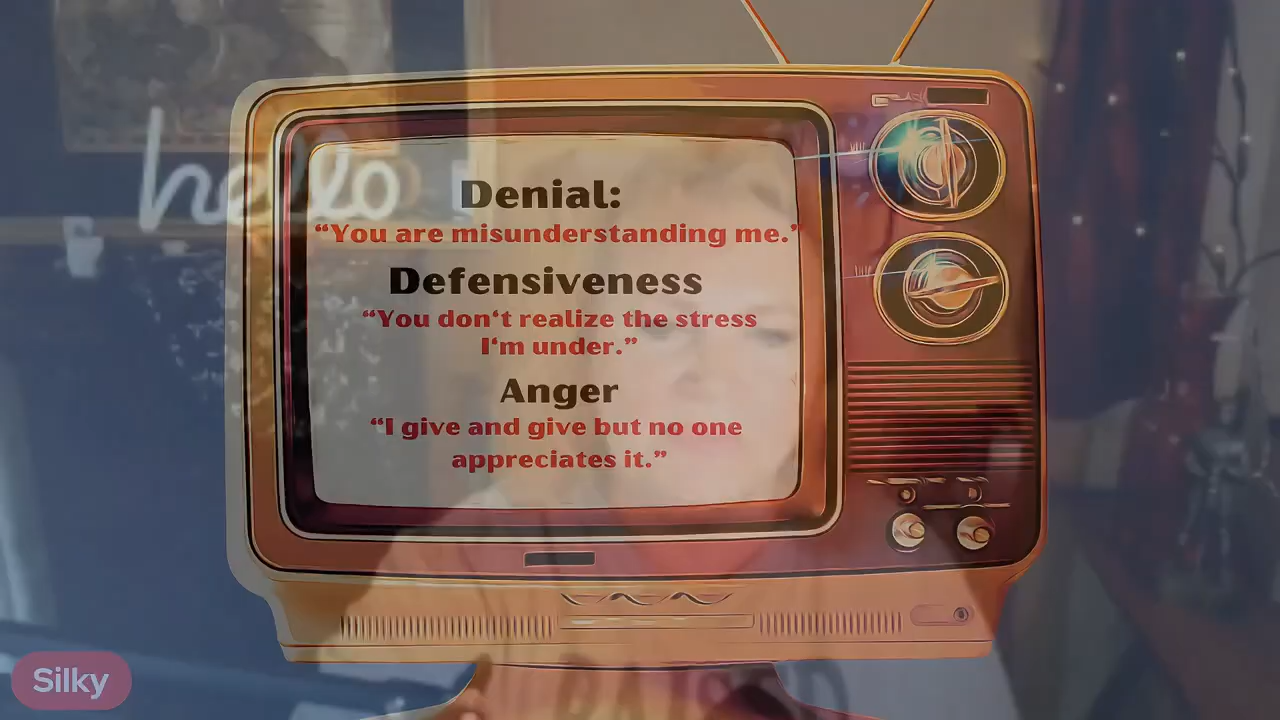 hello
Denial:
“You are misunderstanding me.”
Defensiveness
“You don‘t realize the stress
I‘m under.”
Anger
“I give and give but no one
appreciates it.”
Silky